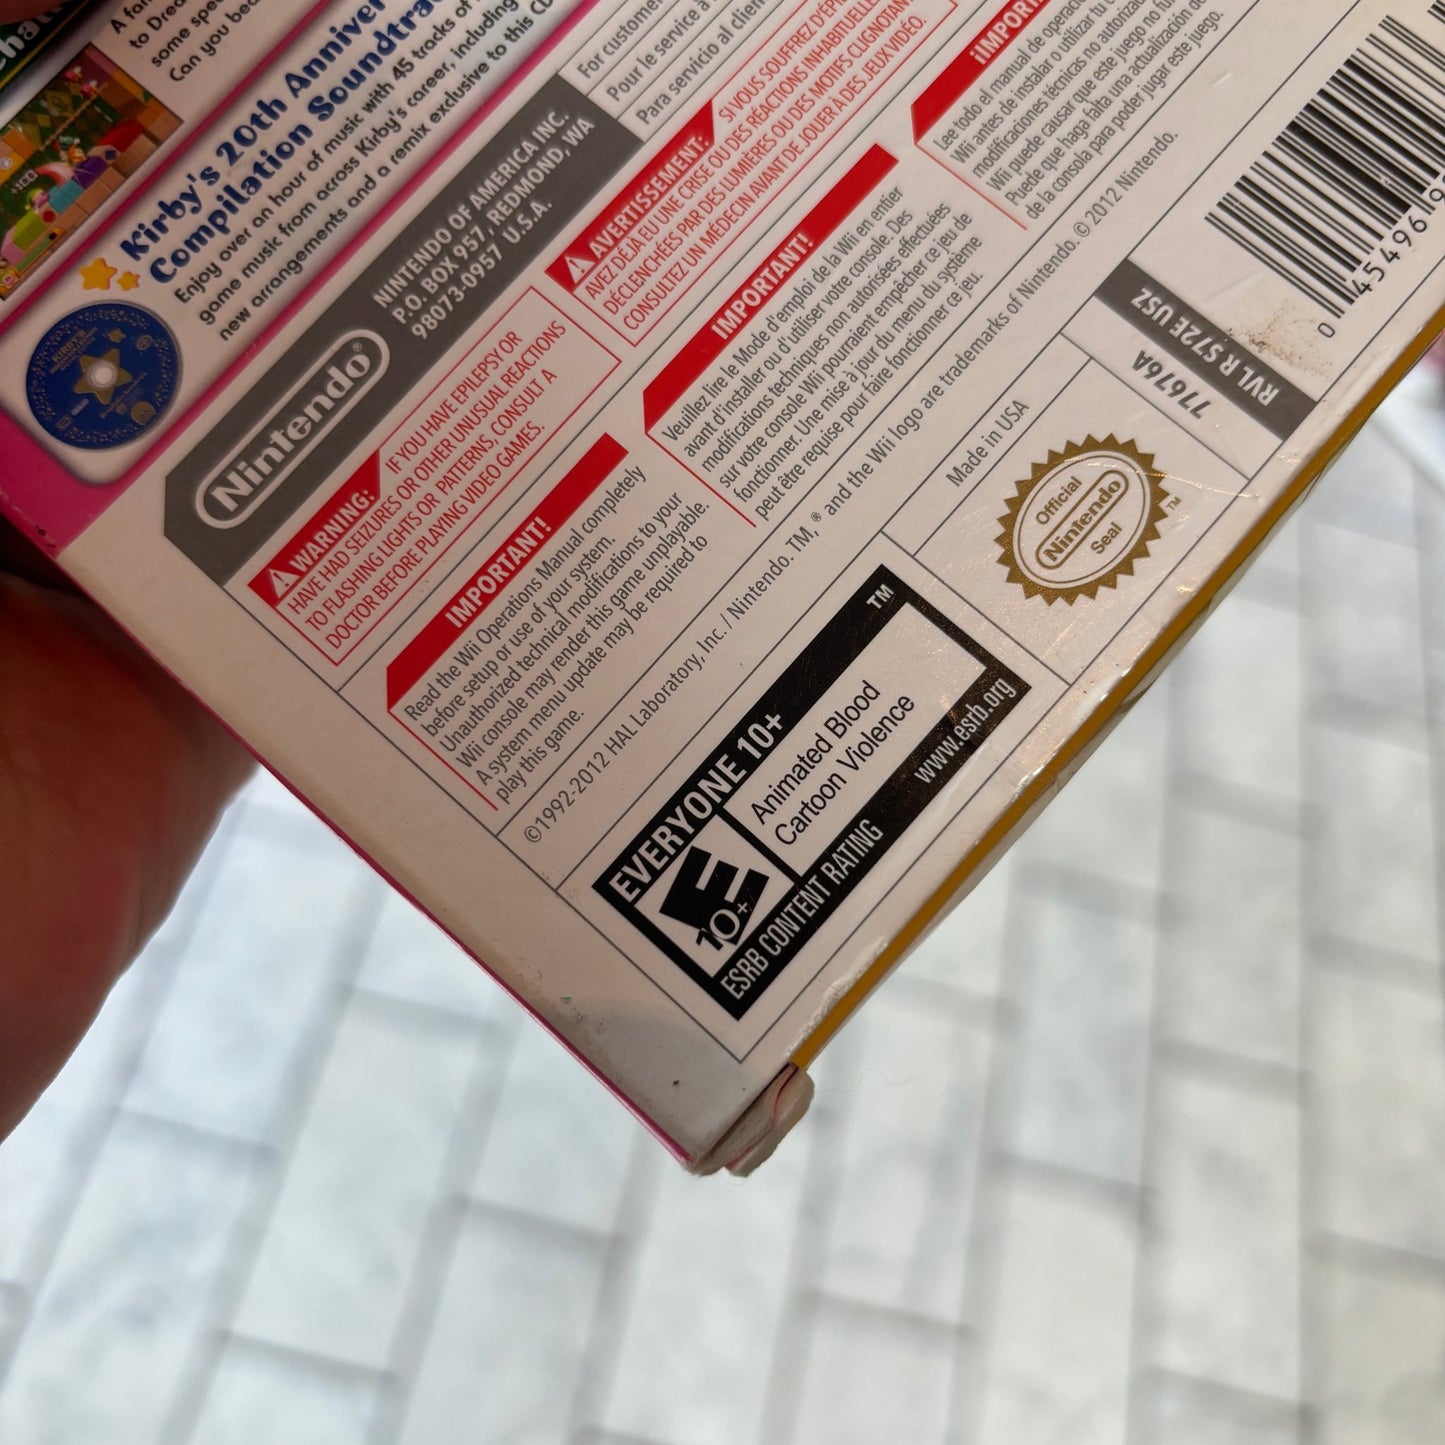 A fan
to Drea
some spe
Can you bea
+100
Kirby's 20th Anniver
Compilation Soundtra
Enjoy over an hour of music with 45 tracks of
game music from across Kirby's career, including
new arrangements and a remix exclusive to this CD
NINTENDO OF AMERICA INC.
P.O. BOX 957, REDMOND, WA
98073-0957 U.S.A.
Nintendo®
For customer
Pour le service à
Para servicio al clien
WARNING: IF YOU HAVE EPILEPSY OR
HAVE HAD SEIZURES OR OTHER UNUSUAL REACTIONS
TO FLASHING LIGHTS OR PATTERNS, CONSULT A
DOCTOR BEFORE PLAYING VIDEO GAMES.
AVERTISSEMENT: SI VOUS SOUFFREZ D'ÉPI
AVEZ DÉJÀ EU UNE CRISE OU DES RÉACTIONS INHABITUELLE
DÉCLENCHÉES PAR DES LUMIÈRES OU DES MOTIFS CLIGNOTANT
CONSULTEZ UN MÉDECIN AVANT DE JOUER À DES JEUX VIDÉO.
IMPORTANT!
Read the Wii Operations Manual completely
before setup or use of your system.
Unauthorized technical modifications to your
Wii console may render this game unplayable.
A system menu update may be required to
play this game.
IMPORTANT!
Veuillez lire le Mode d'emploi de la Wii en entier
avant d'installer ou d'utiliser votre console. Des
modifications techniques non autorisées effectuées
sur votre console Wii pourraient empêcher ce jeu de
fonctionner. Une mise à jour du menu du système
peut être requise pour faire fonctionner ce jeu.
¡IMPOR
Lee todo el manual de operac
Wii antes de instalar o utilizar tu c
modificaciones técnicas no autorizad
Wii puede causar que este juego no fu
Puede que haga falta una actualización de
de la consola para poder jugar este juego.
©1992-2012 HAL Laboratory, Inc. / Nintendo. TM, ® and the Wii logo are trademarks of Nintendo. © 2012 Nintendo.
EVERYONE 10+
TM
E
10+
Animated Blood
Cartoon Violence
ESRB CONTENT RATING
www.esrb.org
Made in USA
Official
Nintendo
Seal
TM
77676A
RVL R S72E USZ
0
45496 9